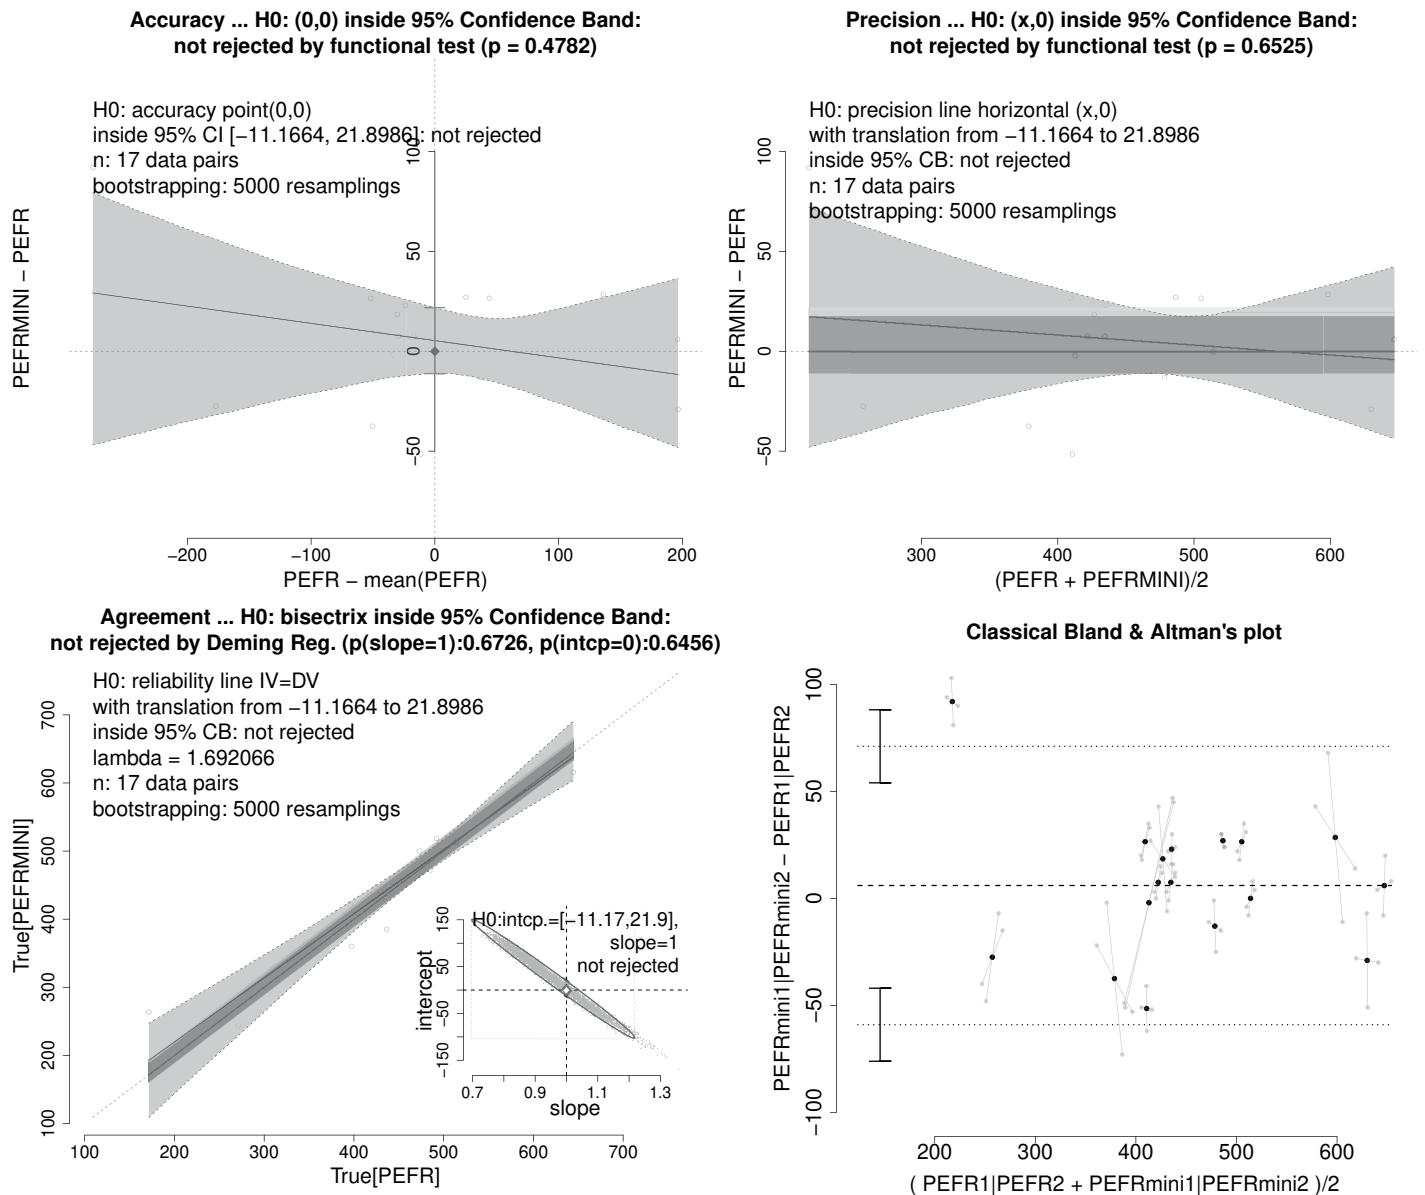 Accuracy ... H0: (0,0) inside 95% Confidence Band:
not rejected by functional test (p = 0.4782)
H0: accuracy point(0,0)
inside 95% CI [−11.1664, 21.8986]: not rejected
n: 17 data pairs
bootstrapping: 5000 resamplings
PEFRMINI − PEFR
100
50
0
−50
−200
−100
0
100
200
PEFR − mean(PEFR)
Precision ... H0: (x,0) inside 95% Confidence Band:
not rejected by functional test (p = 0.6525)
H0: precision line horizontal (x,0)
with translation from −11.1664 to 21.8986
inside 95% CB: not rejected
n: 17 data pairs
bootstrapping: 5000 resamplings
PEFRMINI − PEFR
100
50
0
−50
300
400
500
600
(PEFR + PEFRMINI)/2
Agreement ... H0: bisectrix inside 95% Confidence Band:
not rejected by Deming Reg. (p(slope=1):0.6726, p(intcp=0):0.6456)
H0: reliability line IV=DV
with translation from −11.1664 to 21.8986
inside 95% CB: not rejected
lambda = 1.692066
n: 17 data pairs
bootstrapping: 5000 resamplings
True[PEFRMINI]
700
600
500
400
300
200
100
100
200
300
400
500
600
700
True[PEFR]
H0:intcp.=[−11.17,21.9],
slope=1
not rejected
intercept
150
50
−50
−150
0.7
0.9
1.1
1.3
slope
Classical Bland & Altman's plot
PEFRmini1|PEFRmini2 − PEFR1|PEFR2
100
50
0
−50
−100
200
300
400
500
600
( PEFR1|PEFR2 + PEFRmini1|PEFRmini2 )/2